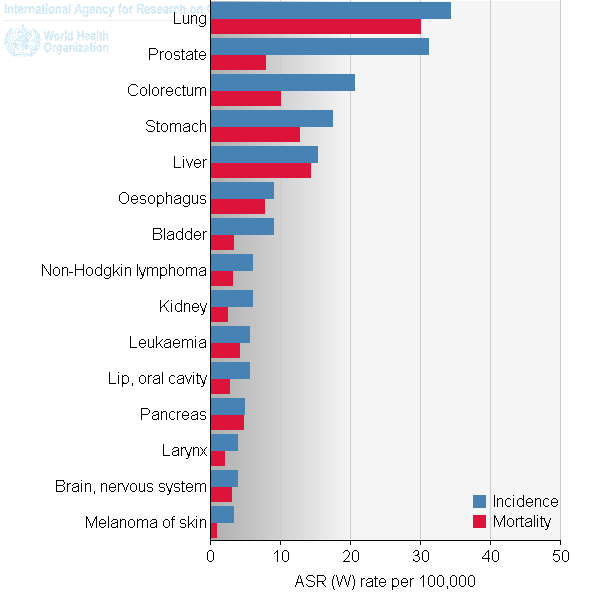 International Agency for Research on
World Health
Organization
Lung
Prostate
Colorectum
Stomach
Liver
Oesophagus
Bladder
Non-Hodgkin lymphoma
Kidney
Leukaemia
Lip, oral cavity
Pancreas
Larynx
Brain, nervous system
Melanoma of skin
Incidence
Mortality
0 10 20 30 40 50
ASR (W) rate per 100,000